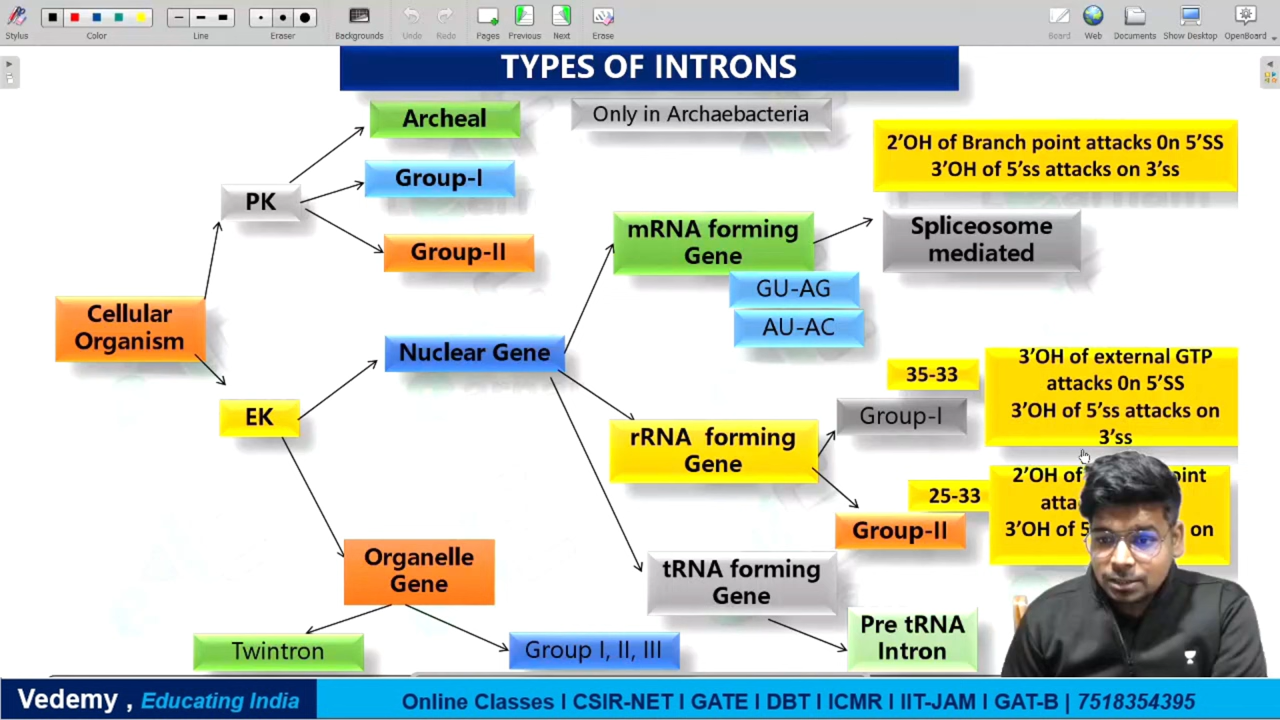 Stylus
Color
Line
Eraser
Backgrounds
Undo
Redo
Pages
Previous
Next
Erase
Board
Web
Documents
Show Desktop
OpenBoard
TYPES OF INTRONS
Archeal
Only in Archaebacteria
2'OH of Branch point attacks 0n 5'SS
3'OH of 5'ss attacks on 3'ss
Group-I
PK
Group-II
mRNA forming
Gene
Spliceosome
mediated
GU-AG
AU-AC
Cellular
Organism
Nuclear Gene
EK
35-33
3'OH of external GTP
attacks 0n 5'SS
3'OH of 5'ss attacks on
3'ss
Group-I
rRNA forming
Gene
25-33
2'OH of
3'OH of 5 on
Group-II
Organelle
Gene
tRNA forming
Gene
Pre tRNA
Intron
Twintron
Group I, II, III
Vedemy , Educating India
Online Classes I CSIR-NET I GATE I DBT I ICMR I IIT-JAM I GAT-B | 7518354395